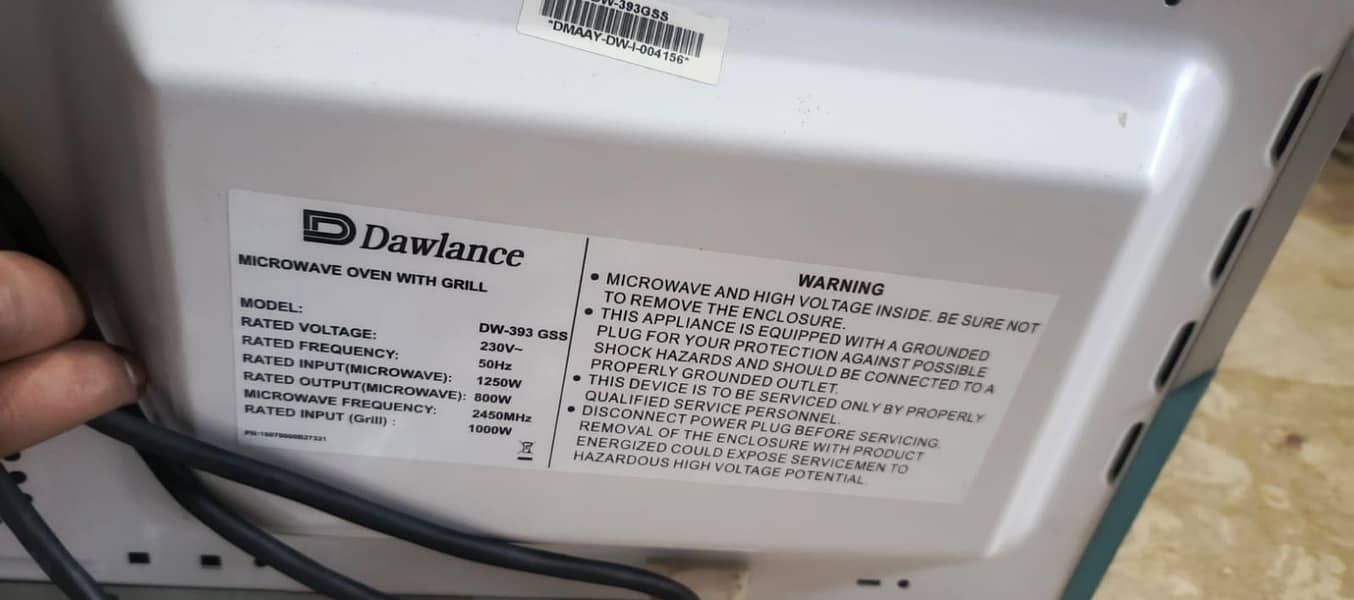 DW-393GSS
*DMAAY-DW-I-004156*
Dawlance
MICROWAVE OVEN WITH GRILL
MODEL: DW-393 GSS
RATED VOLTAGE: 230V~
RATED FREQUENCY: 50Hz
RATED INPUT(MICROWAVE): 1250W
RATED OUTPUT(MICROWAVE): 800W
MICROWAVE FREQUENCY: 2450MHz
RATED INPUT (Grill) : 1000W
WARNING
• MICROWAVE AND HIGH VOLTAGE INSIDE. BE SURE NOT
TO REMOVE THE ENCLOSURE.
• THIS APPLIANCE IS EQUIPPED WITH A GROUNDED
PLUG FOR YOUR PROTECTION AGAINST POSSIBLE
SHOCK HAZARDS AND SHOULD BE CONNECTED TO A
PROPERLY GROUNDED OUTLET.
• THIS DEVICE IS TO BE SERVICED ONLY BY PROPERLY
QUALIFIED SERVICE PERSONNEL.
• DISCONNECT POWER PLUG BEFORE SERVICING.
REMOVAL OF THE ENCLOSURE WITH PRODUCT
ENERGIZED COULD EXPOSE SERVICEMEN TO
HAZARDOUS HIGH VOLTAGE POTENTIAL.